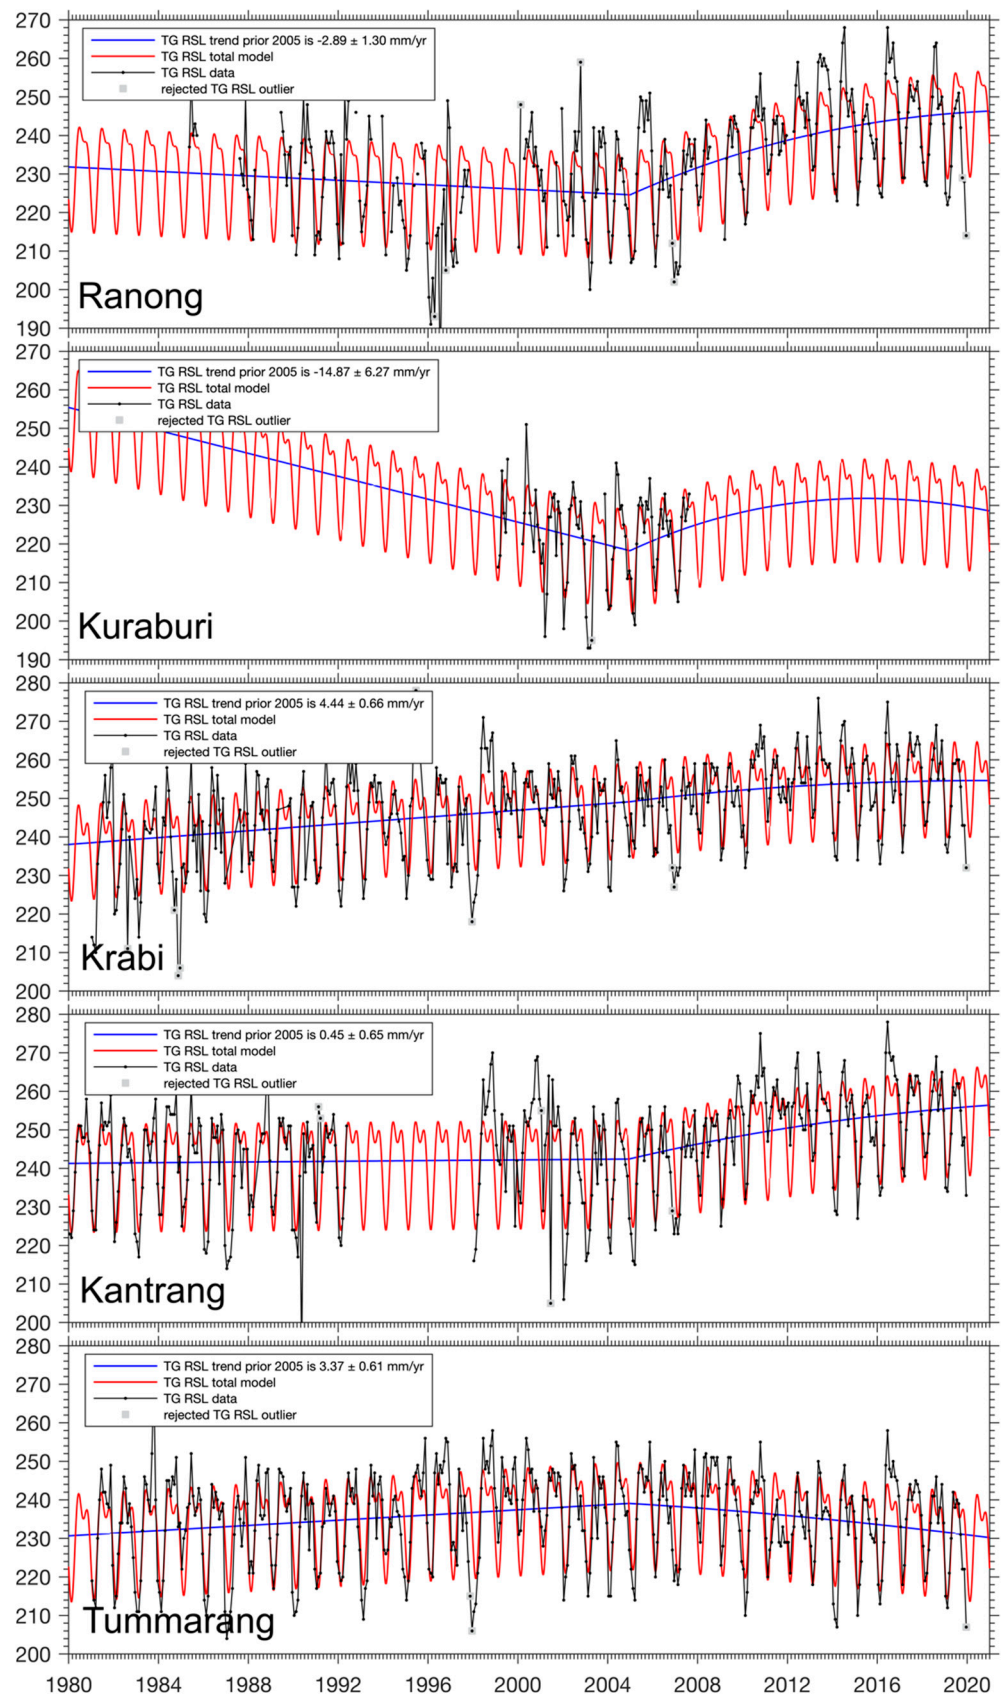 270
TG RSL trend prior 2005 is -2.89 ± 1.30 mm/yr
260
TG RSL total model
TG RSL data
250
rejected TG RSL outlier
240
230
220
210
200
Ranong
190
270
TG RSL trend prior 2005 is -14.87 ± 6.27 mm/yr
260
TG RSL total model
TG RSL data
250
rejected TG RSL outlier
240
230
220
210
200
Kuraburi
190
280
TG RSL trend prior 2005 is 4.44 ± 0.66 mm/yr
270
TG RSL total model
TG RSL data
260
rejected TG RSL outlier
250
240
230
220
210
Krabi
200
280
TG RSL trend prior 2005 is 0.45 ± 0.65 mm/yr
270
TG RSL total model
TG RSL data
260
rejected TG RSL outlier
250
240
230
220
210
Kantrang
200
280
TG RSL trend prior 2005 is 3.37 ± 0.61 mm/yr
270
TG RSL total model
TG RSL data
260
rejected TG RSL outlier
250
240
230
220
210
Tummarang
200
1980 1984 1988 1992 1996 2000 2004 2008 2012 2016 2020